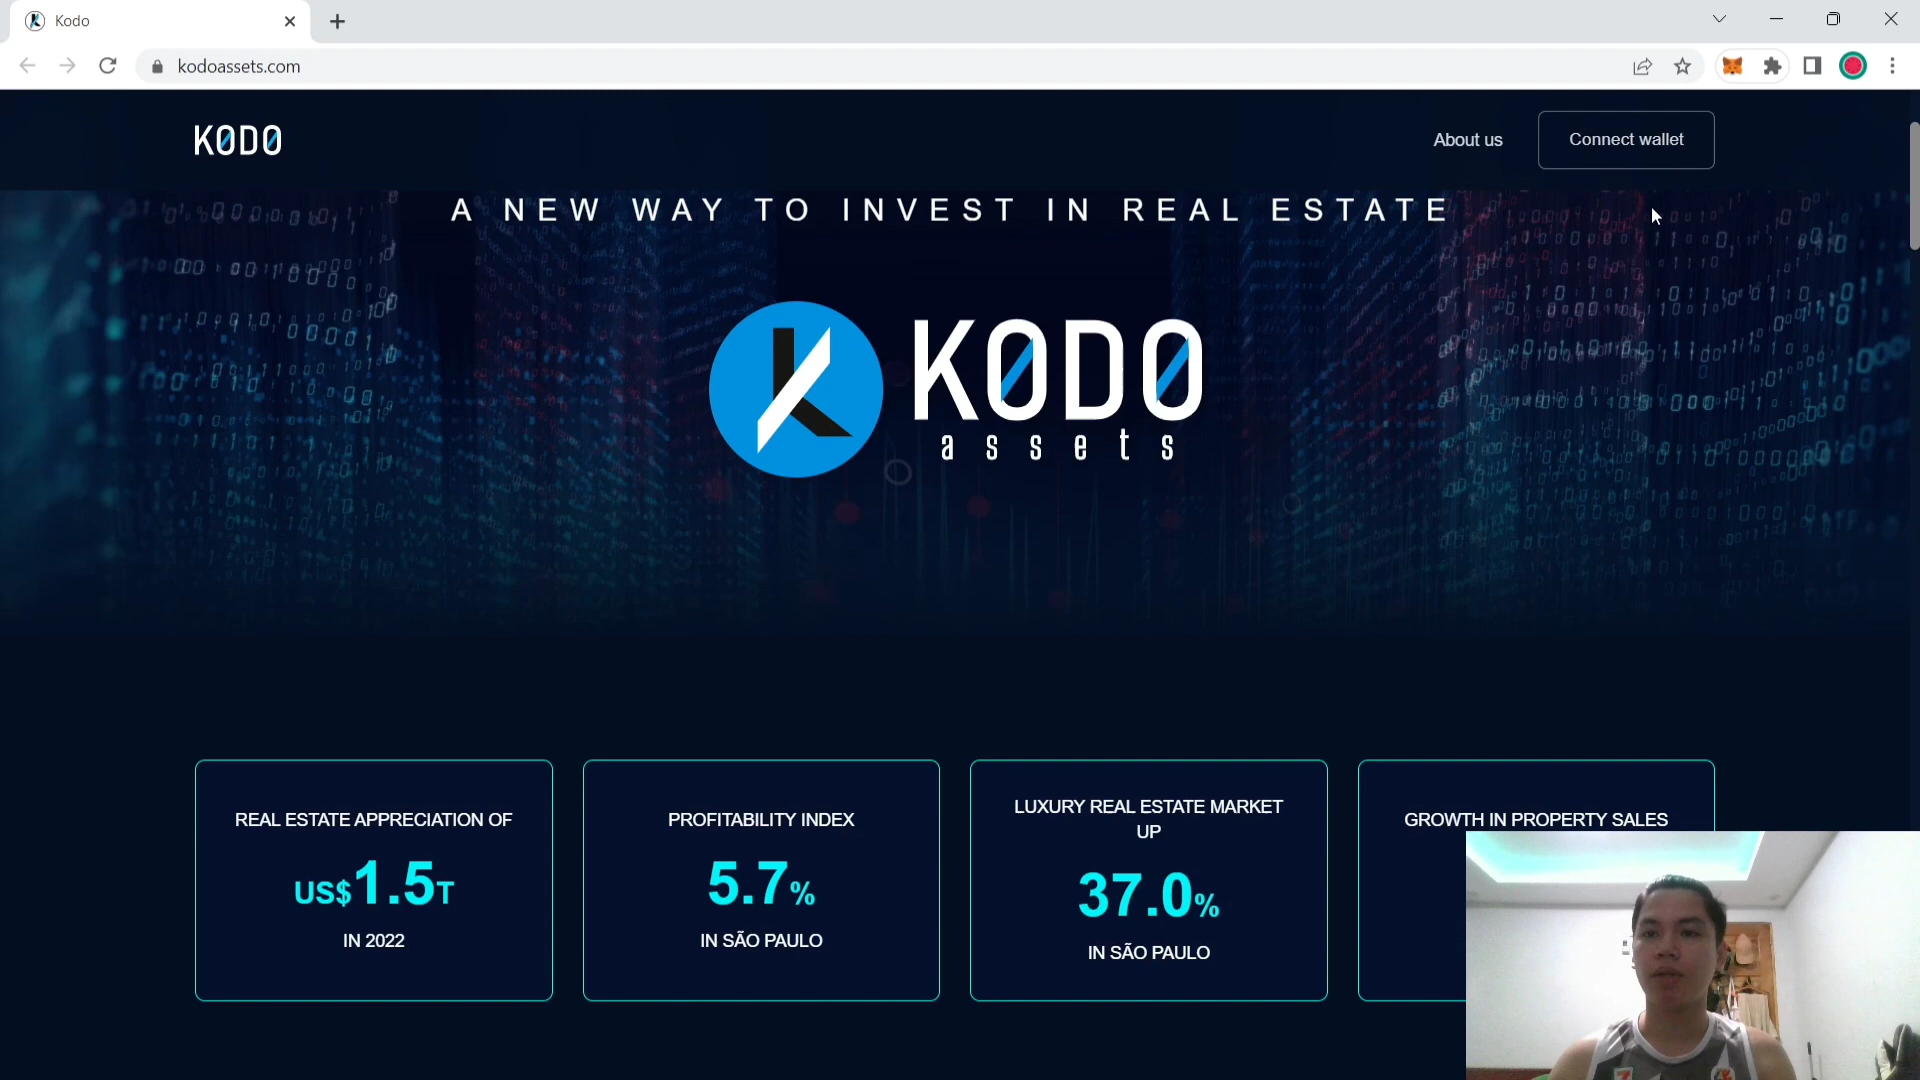 Kodo
kodoassets.com
KODO
About us
Connect wallet
A NEW WAY TO INVEST IN REAL ESTATE
KODO
assets
REAL ESTATE APPRECIATION OF
US$1.5T
IN 2022
PROFITABILITY INDEX
5.7%
IN SÃO PAULO
LUXURY REAL ESTATE MARKET
UP
37.0%
IN SÃO PAULO
GROWTH IN PROPERTY SALES